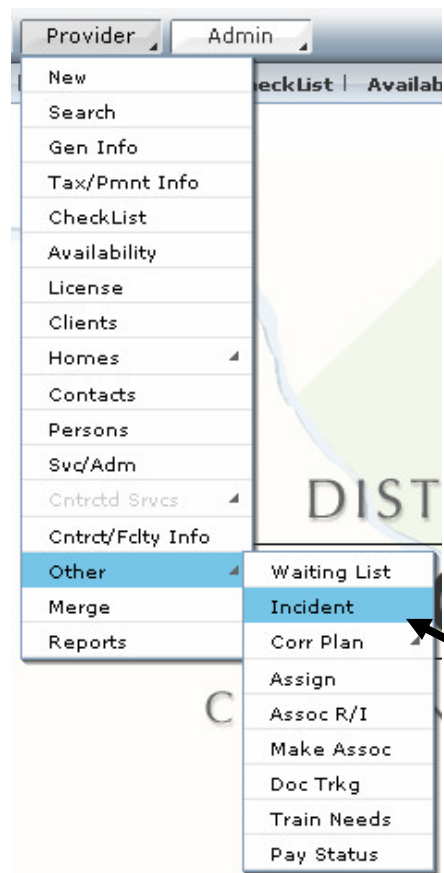 Provider Admin
New
eckList | Availab
Search
Gen Info
Tax/Pmnt Info
CheckList
Availability
License
Clients
Homes
Contacts
Persons
Svc/Adm
Cntrctd Srvcs
DIST
Cntrct/Fclty Info
Other
Waiting List
Merge
Incident
Reports
Corr Plan
Assign
C
Assoc R/I
Make Assoc
Doc Trkg
Train Needs
Pay Status